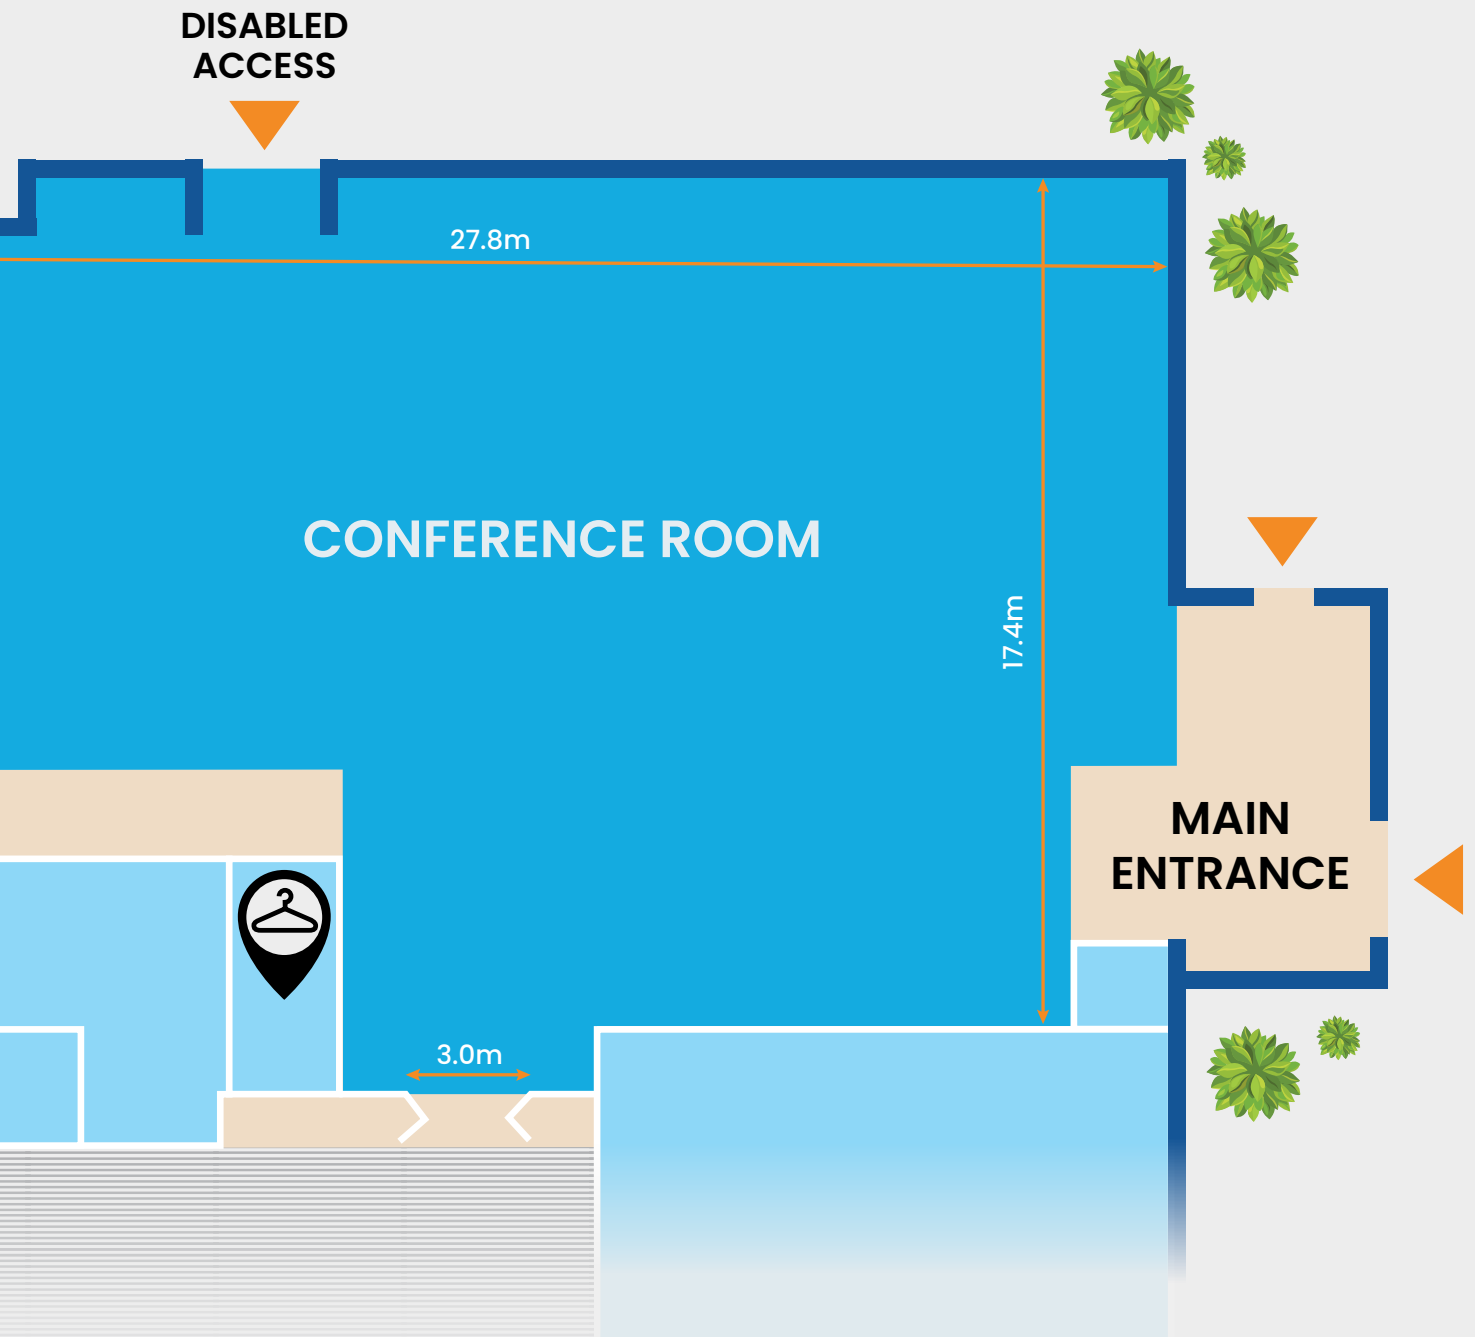 DISABLED
ACCESS
27.8m
CONFERENCE ROOM
17.4m
MAIN
ENTRANCE
3.0m